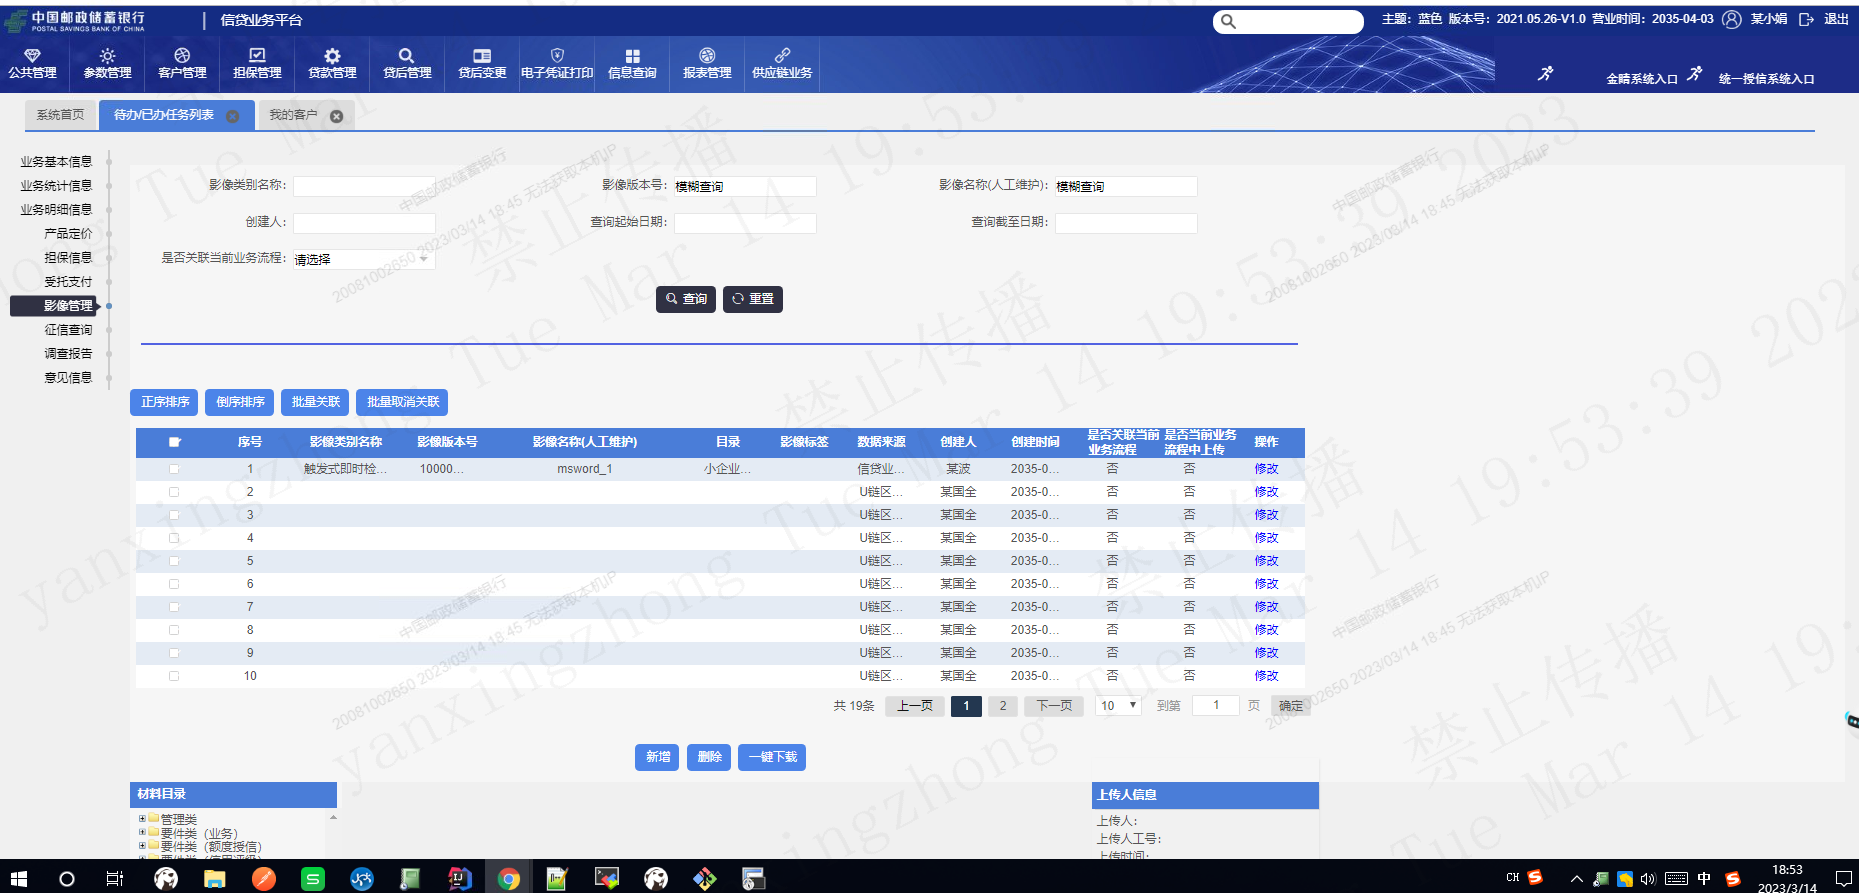 中国邮政储蓄银行
POSTAL SAVINGS BANK OF CHINA
信贷业务平台
主题：蓝色 版本号：2021.05.26-V1.0 营业时间：2035-04-03 某小娟 退出
公共管理 参数管理 客户管理 担保管理 贷款管理 贷后管理 贷后变更 电子凭证打印 信息查询 报表管理 供应链业务
金睛系统入口 统一授信系统入口
系统首页 待办/已办任务列表 我的客户
业务基本信息
业务统计信息
业务明细信息
产品定价
担保信息
受托支付
影像管理
征信查询
调查报告
意见信息
影像类别名称： 影像版本号： 模糊查询 影像名称(人工维护)： 模糊查询
创建人： 查询起始日期： 查询截至日期：
是否关联当前业务流程： 请选择
查询 重置
正序排序 倒序排序 批量关联 批量取消关联
序号 影像类别名称 影像版本号 影像名称(人工维护) 目录 影像标签 数据来源 创建人 创建时间 是否关联当前业务流程 是否当前业务流程中上传 操作
1 触发式即时检... 10000... msword_1 小企业... 信贷业... 某波 2035-0... 否 否 修改
2 U链区... 某国全 2035-0... 否 否 修改
3 U链区... 某国全 2035-0... 否 否 修改
4 U链区... 某国全 2035-0... 否 否 修改
5 U链区... 某国全 2035-0... 否 否 修改
6 U链区... 某国全 2035-0... 否 否 修改
7 U链区... 某国全 2035-0... 否 否 修改
8 U链区... 某国全 2035-0... 否 否 修改
9 U链区... 某国全 2035-0... 否 否 修改
10 U链区... 某国全 2035-0... 否 否 修改
共 19条 上一页 1 2 下一页 10 到第 1 页 确定
新增 删除 一键下载
材料目录
管理类
要件类（业务）
要件类（额度授信）
要件类（信用评级）
上传人信息
上传人：
上传人工号：
上传时间：
CH 中 18:53
2023/3/14
禁止传播
yanxingzhong Tue Mar 14 19:53:39 2023
中国邮政储蓄银行
20081002650 2023/03/14 18:45 无法获取本机IP